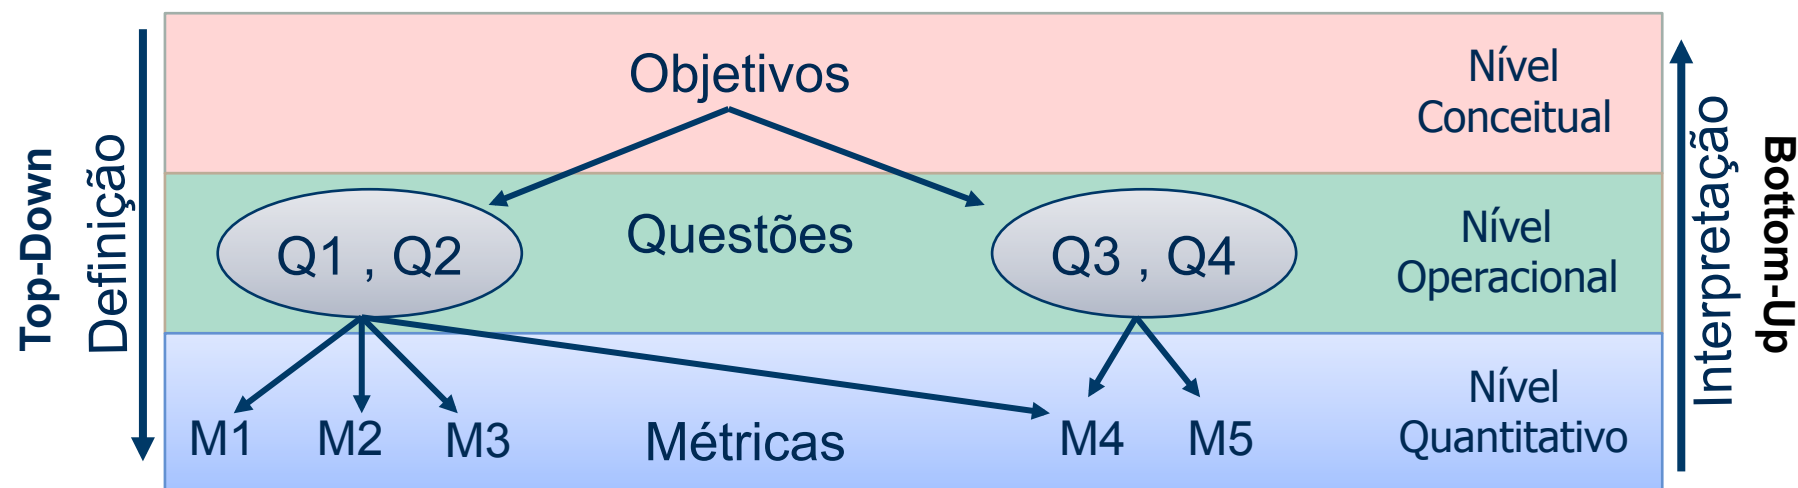 Top-Down
Definição
Objetivos
Nível
Conceitual
Q1 , Q2
Questões
Q3 , Q4
Nível
Operacional
M1
M2
M3
Métricas
M4
M5
Nível
Quantitativo
Interpretação
Bottom-Up